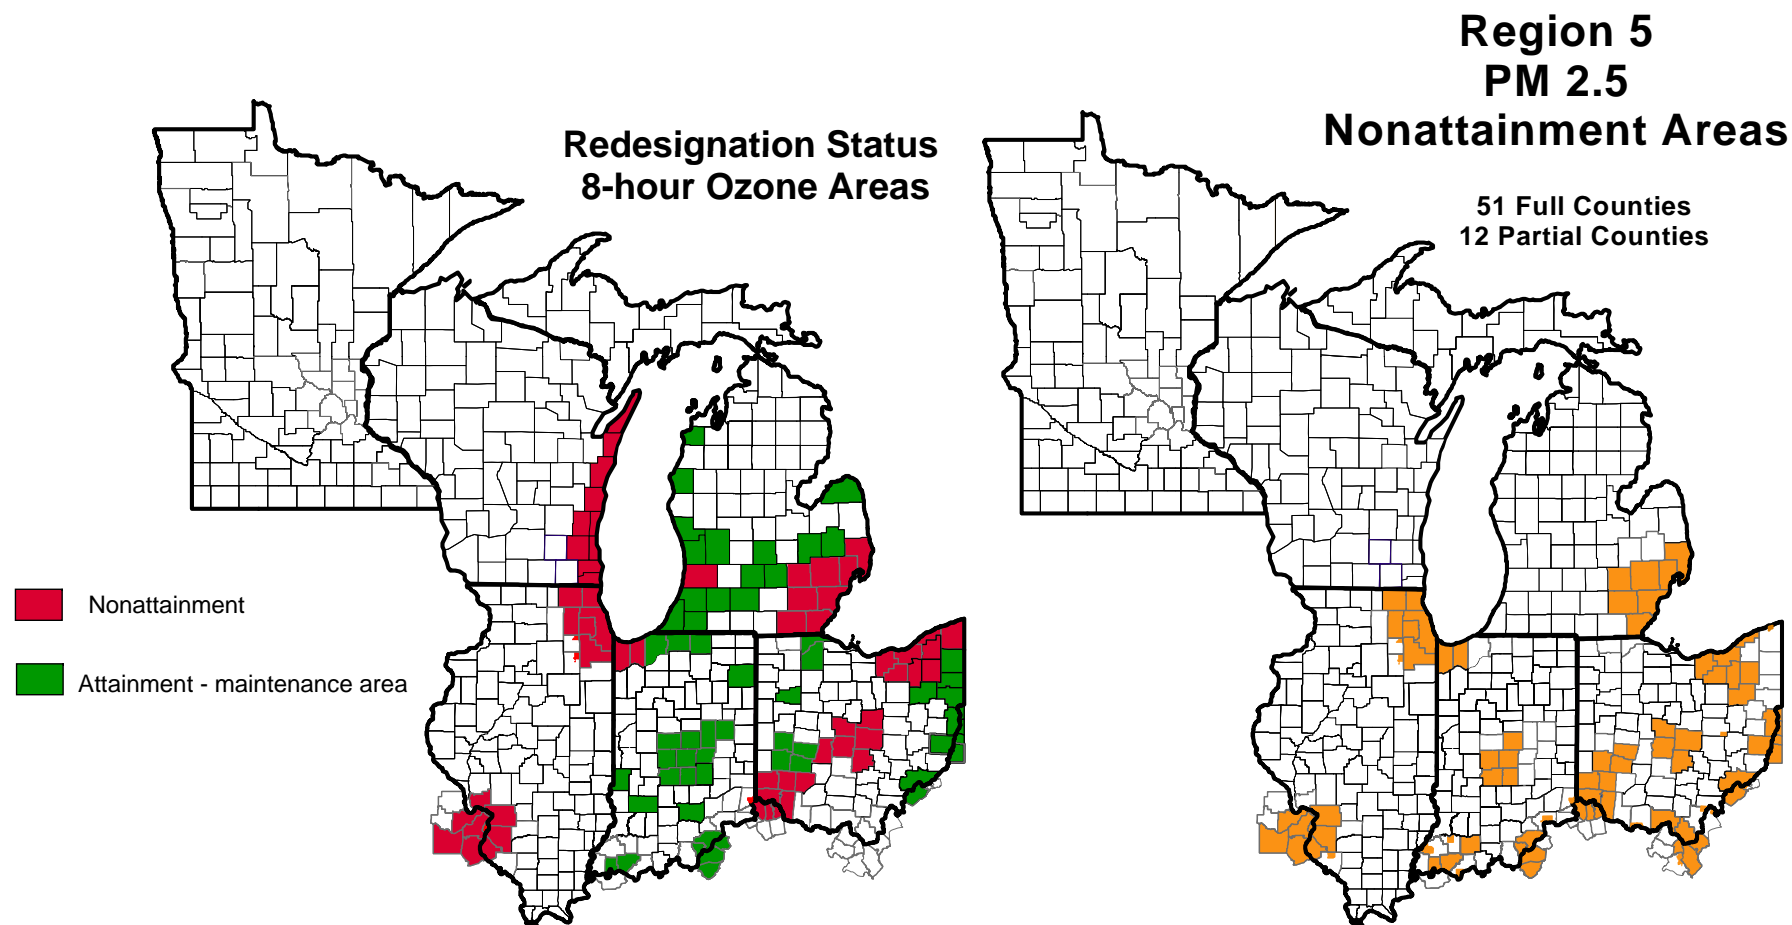 Region 5
PM 2.5
Nonattainment Areas
51 Full Counties
12 Partial Counties
Redesignation Status
8-hour Ozone Areas
Nonattainment
Attainment - maintenance area